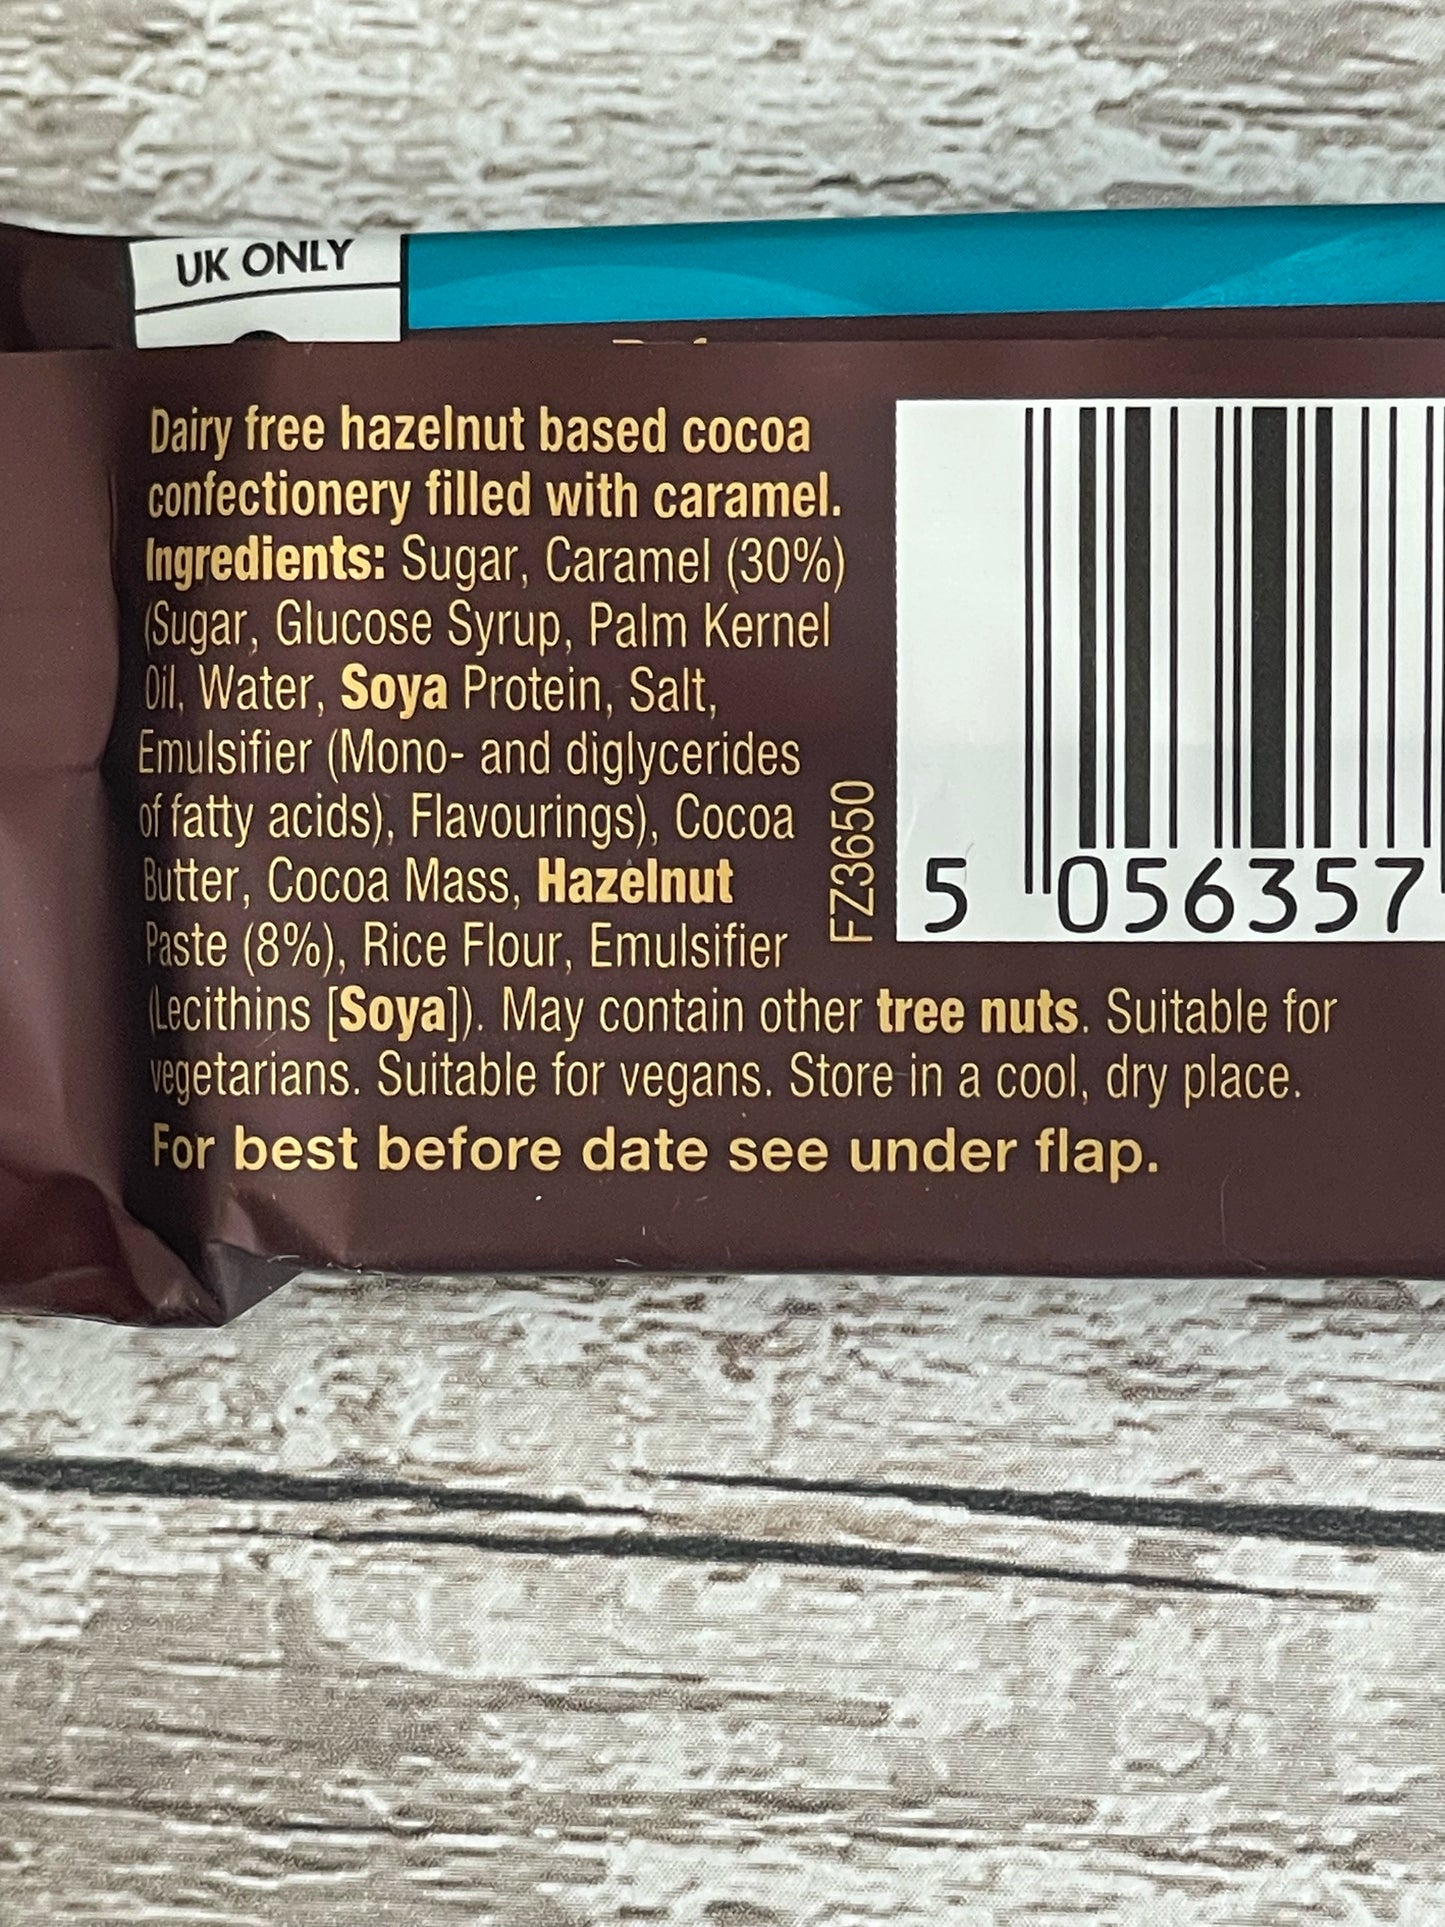 UK ONLY
Dairy free hazelnut based cocoa
confectionery filled with caramel.
Ingredients: Sugar, Caramel (30%)
(Sugar, Glucose Syrup, Palm Kernel
Oil, Water, Soya Protein, Salt,
Emulsifier (Mono- and diglycerides
of fatty acids), Flavourings), Cocoa
Butter, Cocoa Mass, Hazelnut
Paste (8%), Rice Flour, Emulsifier
(Lecithins [Soya]). May contain other tree nuts. Suitable for
vegetarians. Suitable for vegans. Store in a cool, dry place.
For best before date see under flap.
FZ3650
5 056357